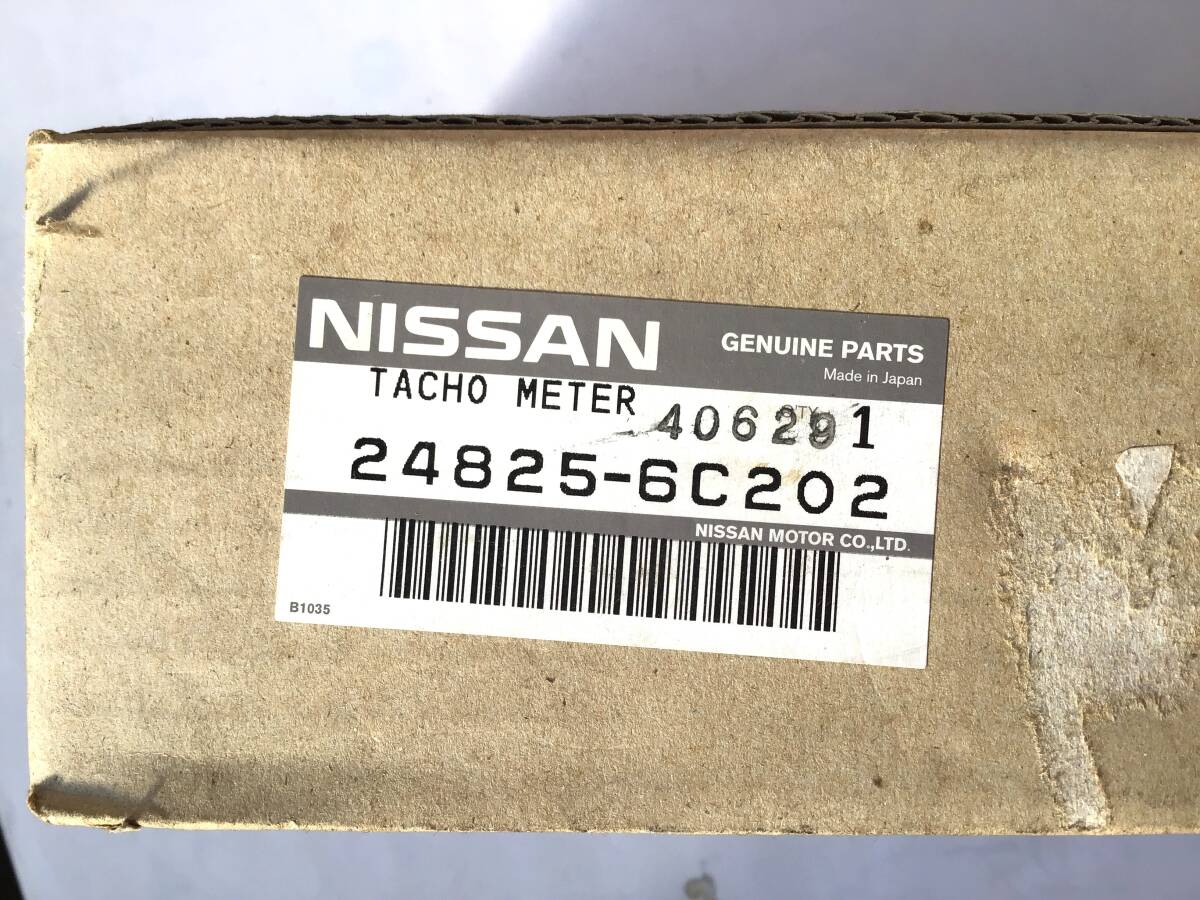 NISSAN
GENUINE PARTS
Made in Japan
TACHO METER
406291
24825-6C202
NISSAN MOTOR CO.,LTD.
B1035